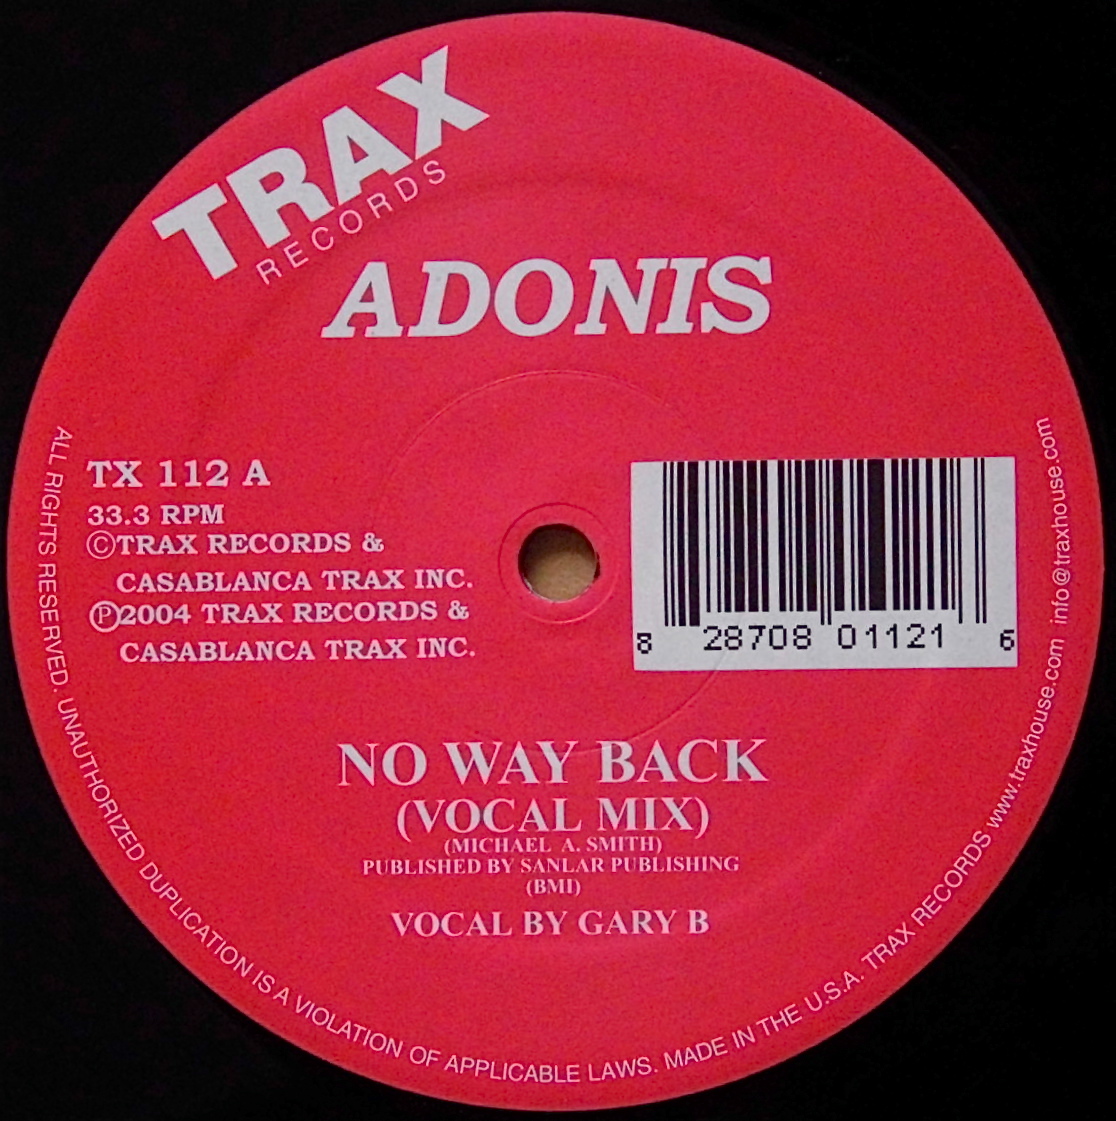 TRAX
RECORDS
ADONIS
TX 112 A
33.3 RPM
©TRAX RECORDS &
CASABLANCA TRAX INC.
℗2004 TRAX RECORDS &
CASABLANCA TRAX INC.
8 28708 01121 6
NO WAY BACK
(VOCAL MIX)
(MICHAEL A. SMITH)
PUBLISHED BY SANLAR PUBLISHING
(BMI)
VOCAL BY GARY B
ALL RIGHTS RESERVED. UNAUTHORIZED DUPLICATION IS A VIOLATION OF APPLICABLE LAWS. MADE IN THE U.S.A. TRAX RECORDS www.traxhouse.com info@traxhouse.com